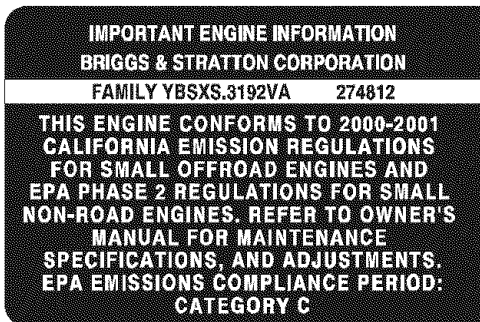 IMPORTANT ENGINE INFORMATION
BRIGGS & STRATTON CORPORATION
FAMILY YBSXS.3192VA 274812
THIS ENGINE CONFORMS TO 2000-2001
CALIFORNIA EMISSION REGULATIONS
FOR SMALL OFFROAD ENGINES AND
EPA PHASE 2 REGULATIONS FOR SMALL
NON-ROAD ENGINES. REFER TO OWNER'S
MANUAL FOR MAINTENANCE
SPECIFICATIONS, AND ADJUSTMENTS.
EPA EMISSIONS COMPLIANCE PERIOD:
CATEGORY C